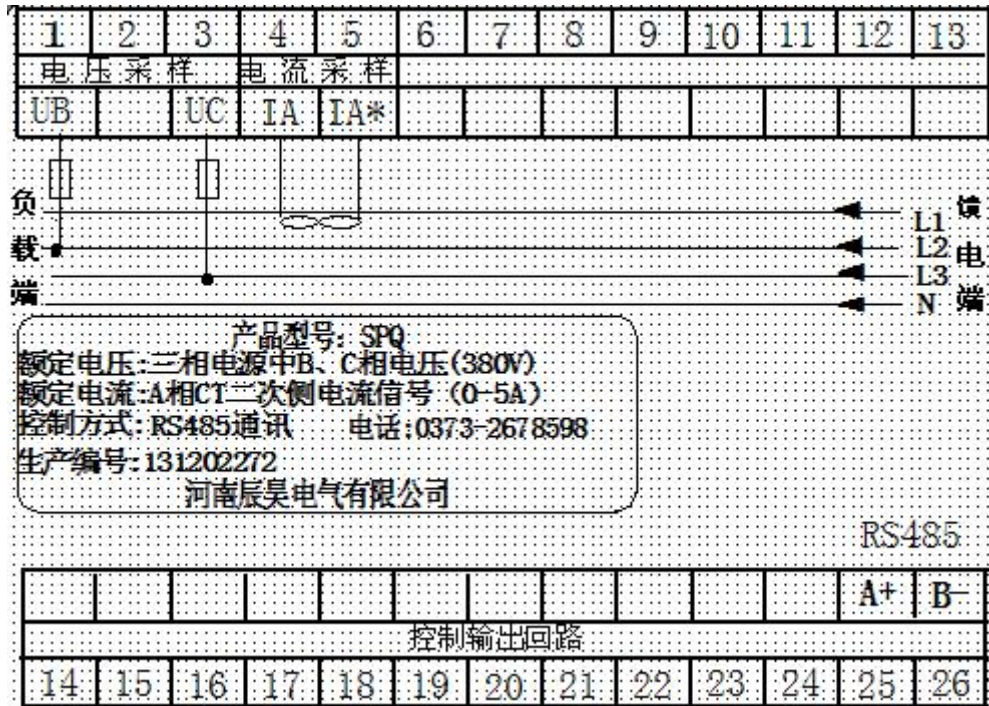 1 2 3 4 5 6 7 8 9 10 11 12 13
电压采样 电流采样
UB UC IA IA*
负 馈
L1
载 L2 电
L3
端 N 端
产品型号: SPQ
额定电压:三相电源中B、C相电压(380V)
额定电流:A相CT二次侧电流信号（0-5A）
控制方式:RS485通讯 电话:0373-2678598
生产编号:131202272
河南辰昊电气有限公司
RS485
A+ B-
控制输出回路
14 15 16 17 18 19 20 21 22 23 24 25 26